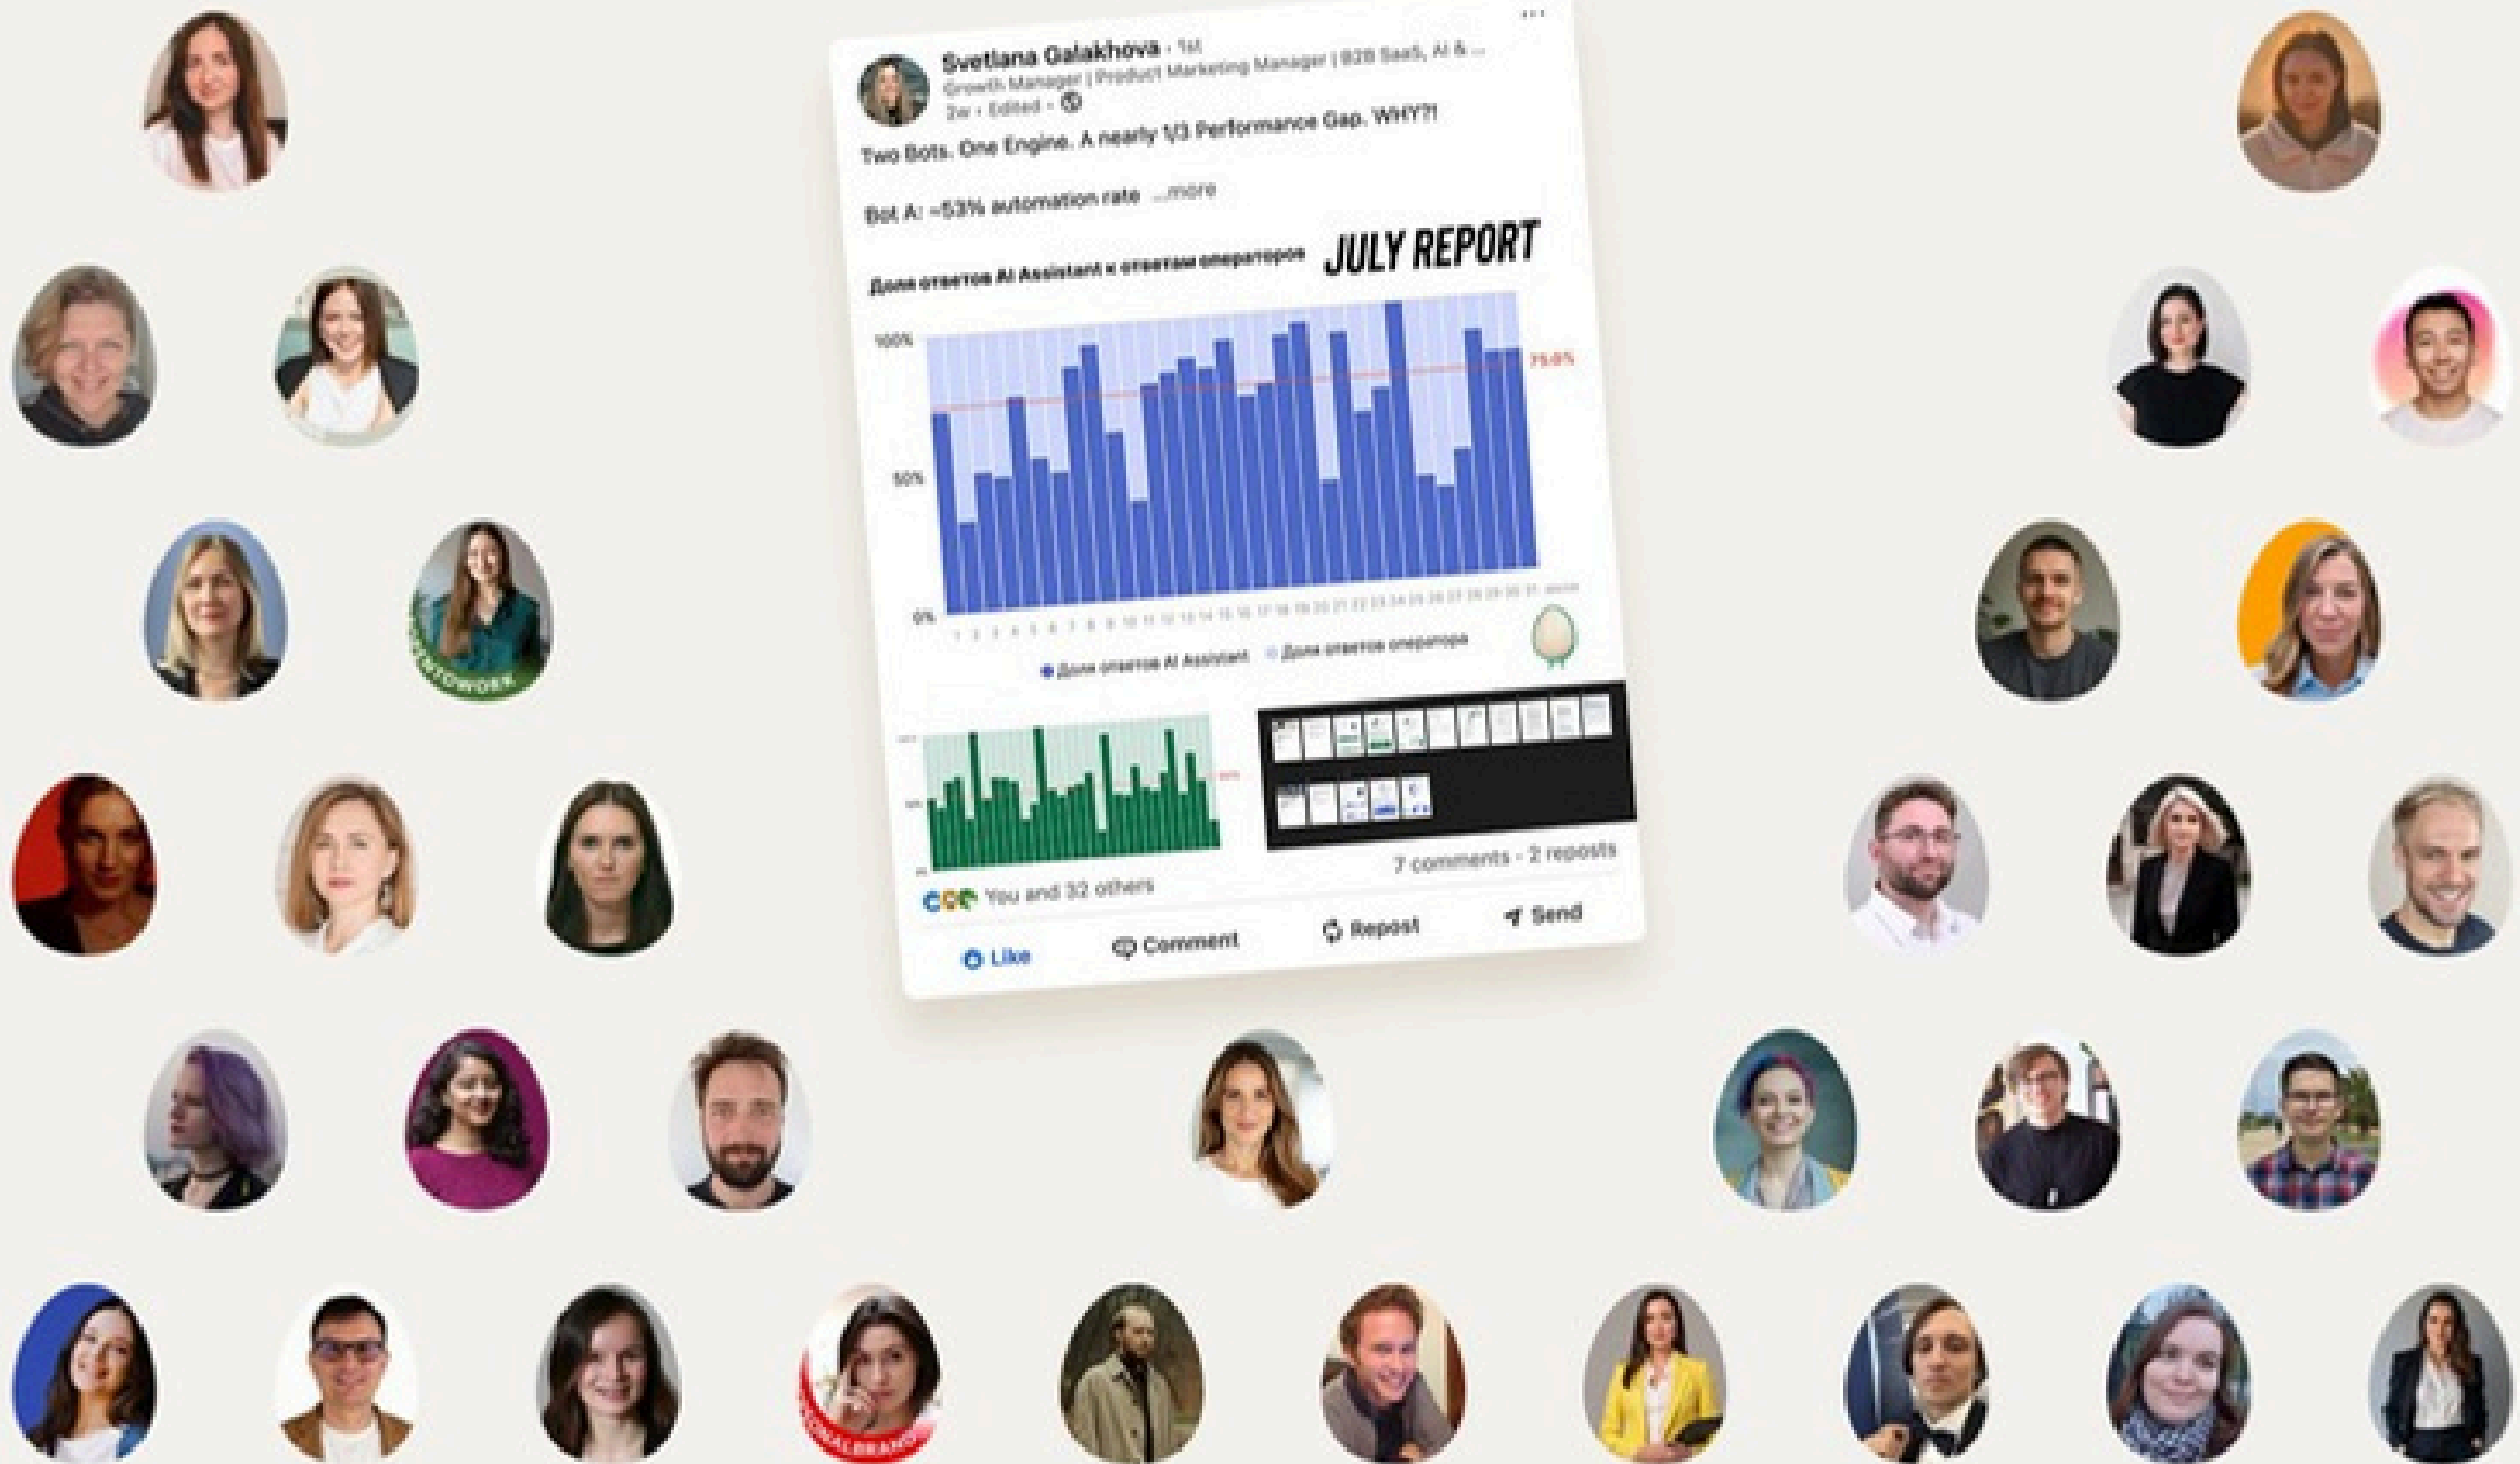 Svetlana Galakhova · 1st
Growth Manager | Product Marketing Manager | B2B SaaS, AI & ...
2w · Edited ·
Two Bots. One Engine. A nearly 1/3 Performance Gap. WHY?!
Bot A: ~53% automation rate ...more
Доля ответов AI Assistant к ответам операторов
JULY REPORT
100%
50%
0%
1 2 3 4 5 6 7 8 9 10 11 12 13 14 15 16 17 18 19 20 21 22 23 24 25 26 27 28 29 30 31
Доля ответов AI Assistant
Доля ответов оператора
You and 32 others
7 comments · 2 reposts
Like
Comment
Repost
Send